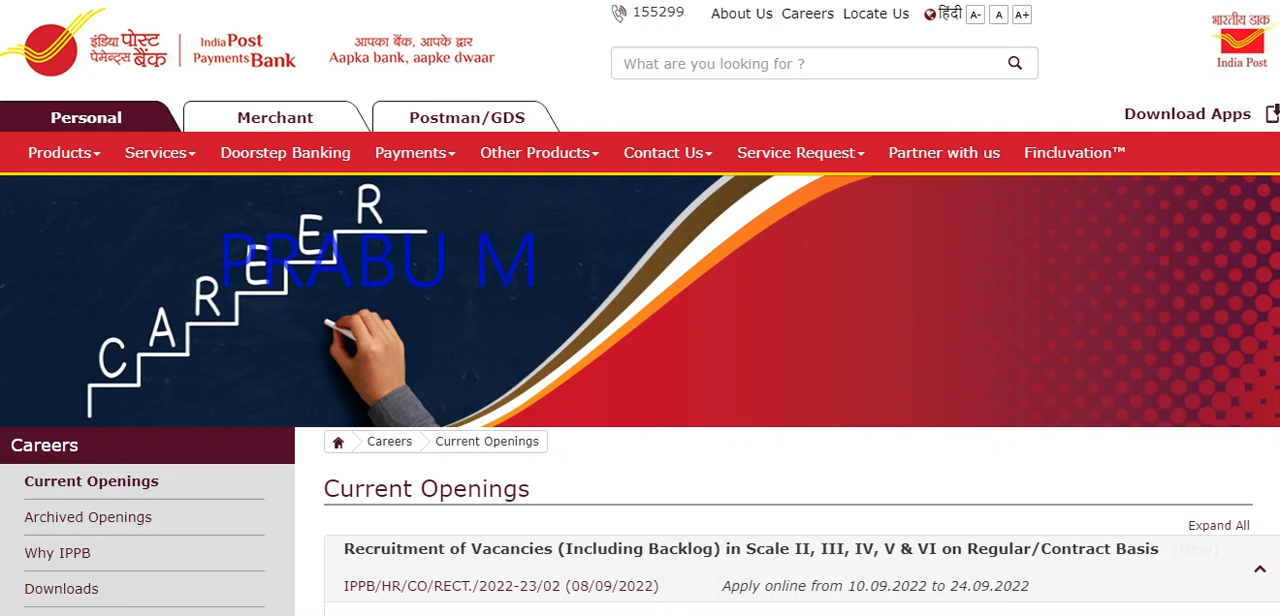 155299 About Us Careers Locate Us हिंदी A- A A+
इंडिया पोस्ट
पेमेन्ट्स बैंक
India Post
Payments Bank
आपका बैंक, आपके द्वार
Aapka bank, aapke dwaar
What are you looking for ?
भारतीय डाक
India Post
Personal Merchant Postman/GDS Download Apps
Products Services Doorstep Banking Payments Other Products Contact Us Service Request Partner with us Fincluvation™
CAREER
PRABU M
Careers
Current Openings
Archived Openings
Why IPPB
Downloads
Careers Current Openings
Current Openings
Expand All
Recruitment of Vacancies (Including Backlog) in Scale II, III, IV, V & VI on Regular/Contract Basis [New]
IPPB/HR/CO/RECT./2022-23/02 (08/09/2022) Apply online from 10.09.2022 to 24.09.2022